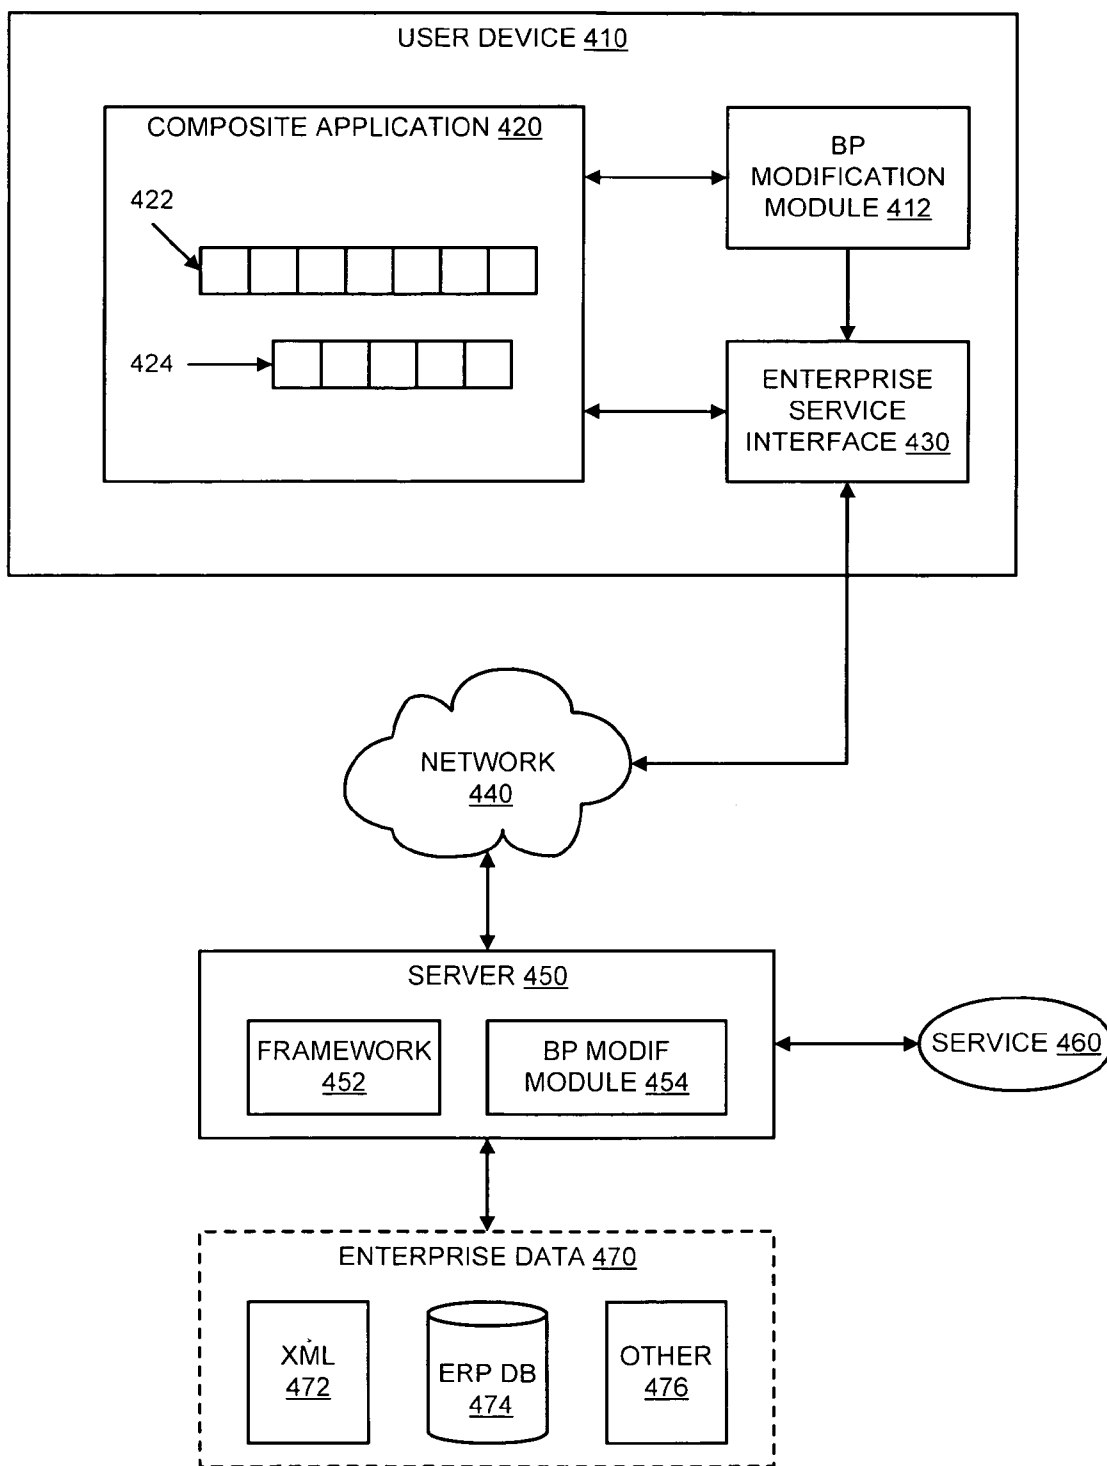 USER DEVICE 410
COMPOSITE APPLICATION 420
422
424
BP
MODIFICATION
MODULE 412
ENTERPRISE
SERVICE
INTERFACE 430
NETWORK
440
SERVER 450
FRAMEWORK
452
BP MODIF
MODULE 454
SERVICE 460
ENTERPRISE DATA 470
XML
472
ERP DB
474
OTHER
476